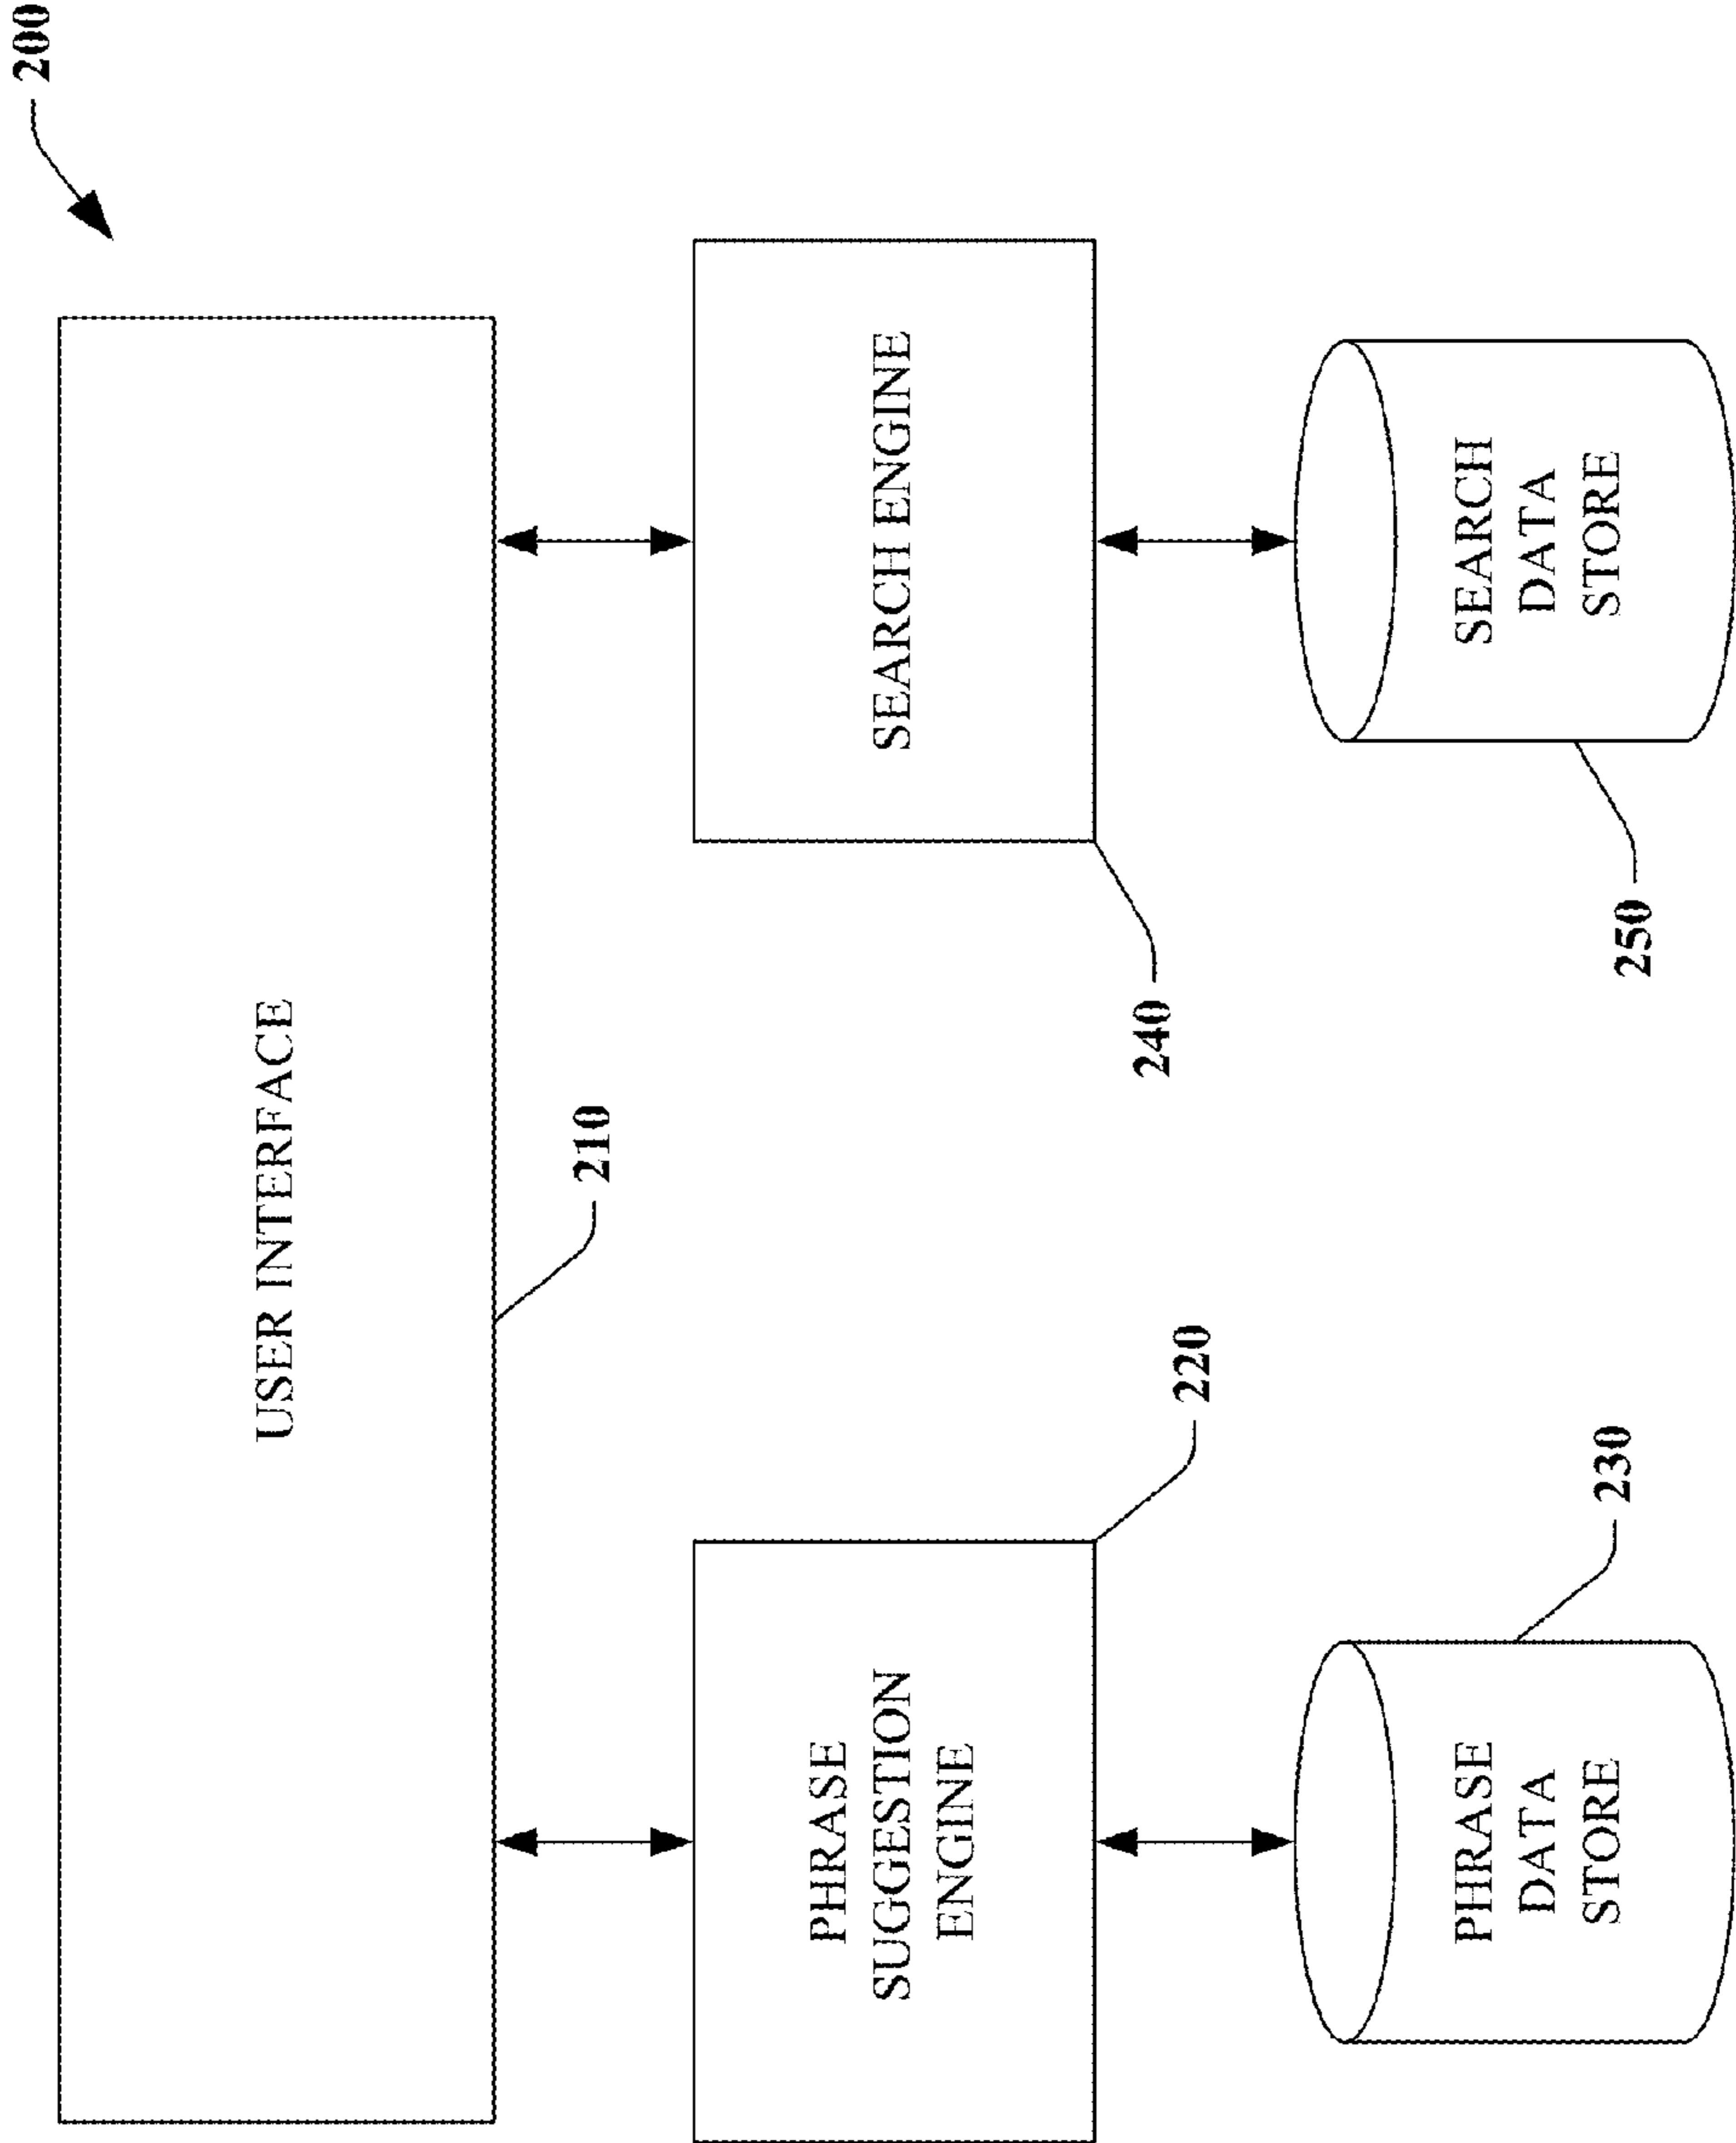 200
USER INTERFACE
210
PHRASE
SUGGESTION
ENGINE
220
SEARCH ENGINE
240
PHRASE
DATA
STORE
230
SEARCH
DATA
STORE
250